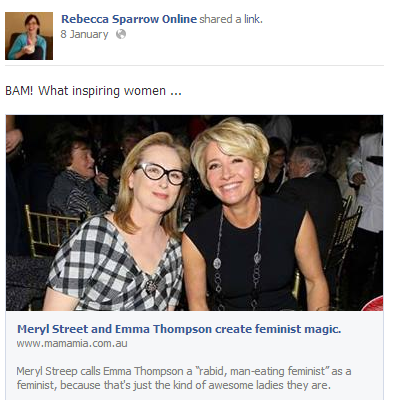 Rebecca Sparrow Online shared a link.
8 January
BAM! What inspiring women ...
Meryl Street and Emma Thompson create feminist magic.
www.mamamia.com.au
Meryl Streep calls Emma Thompson a “rabid, man-eating feminist” as a
feminist, because that's just the kind of awesome ladies they are.